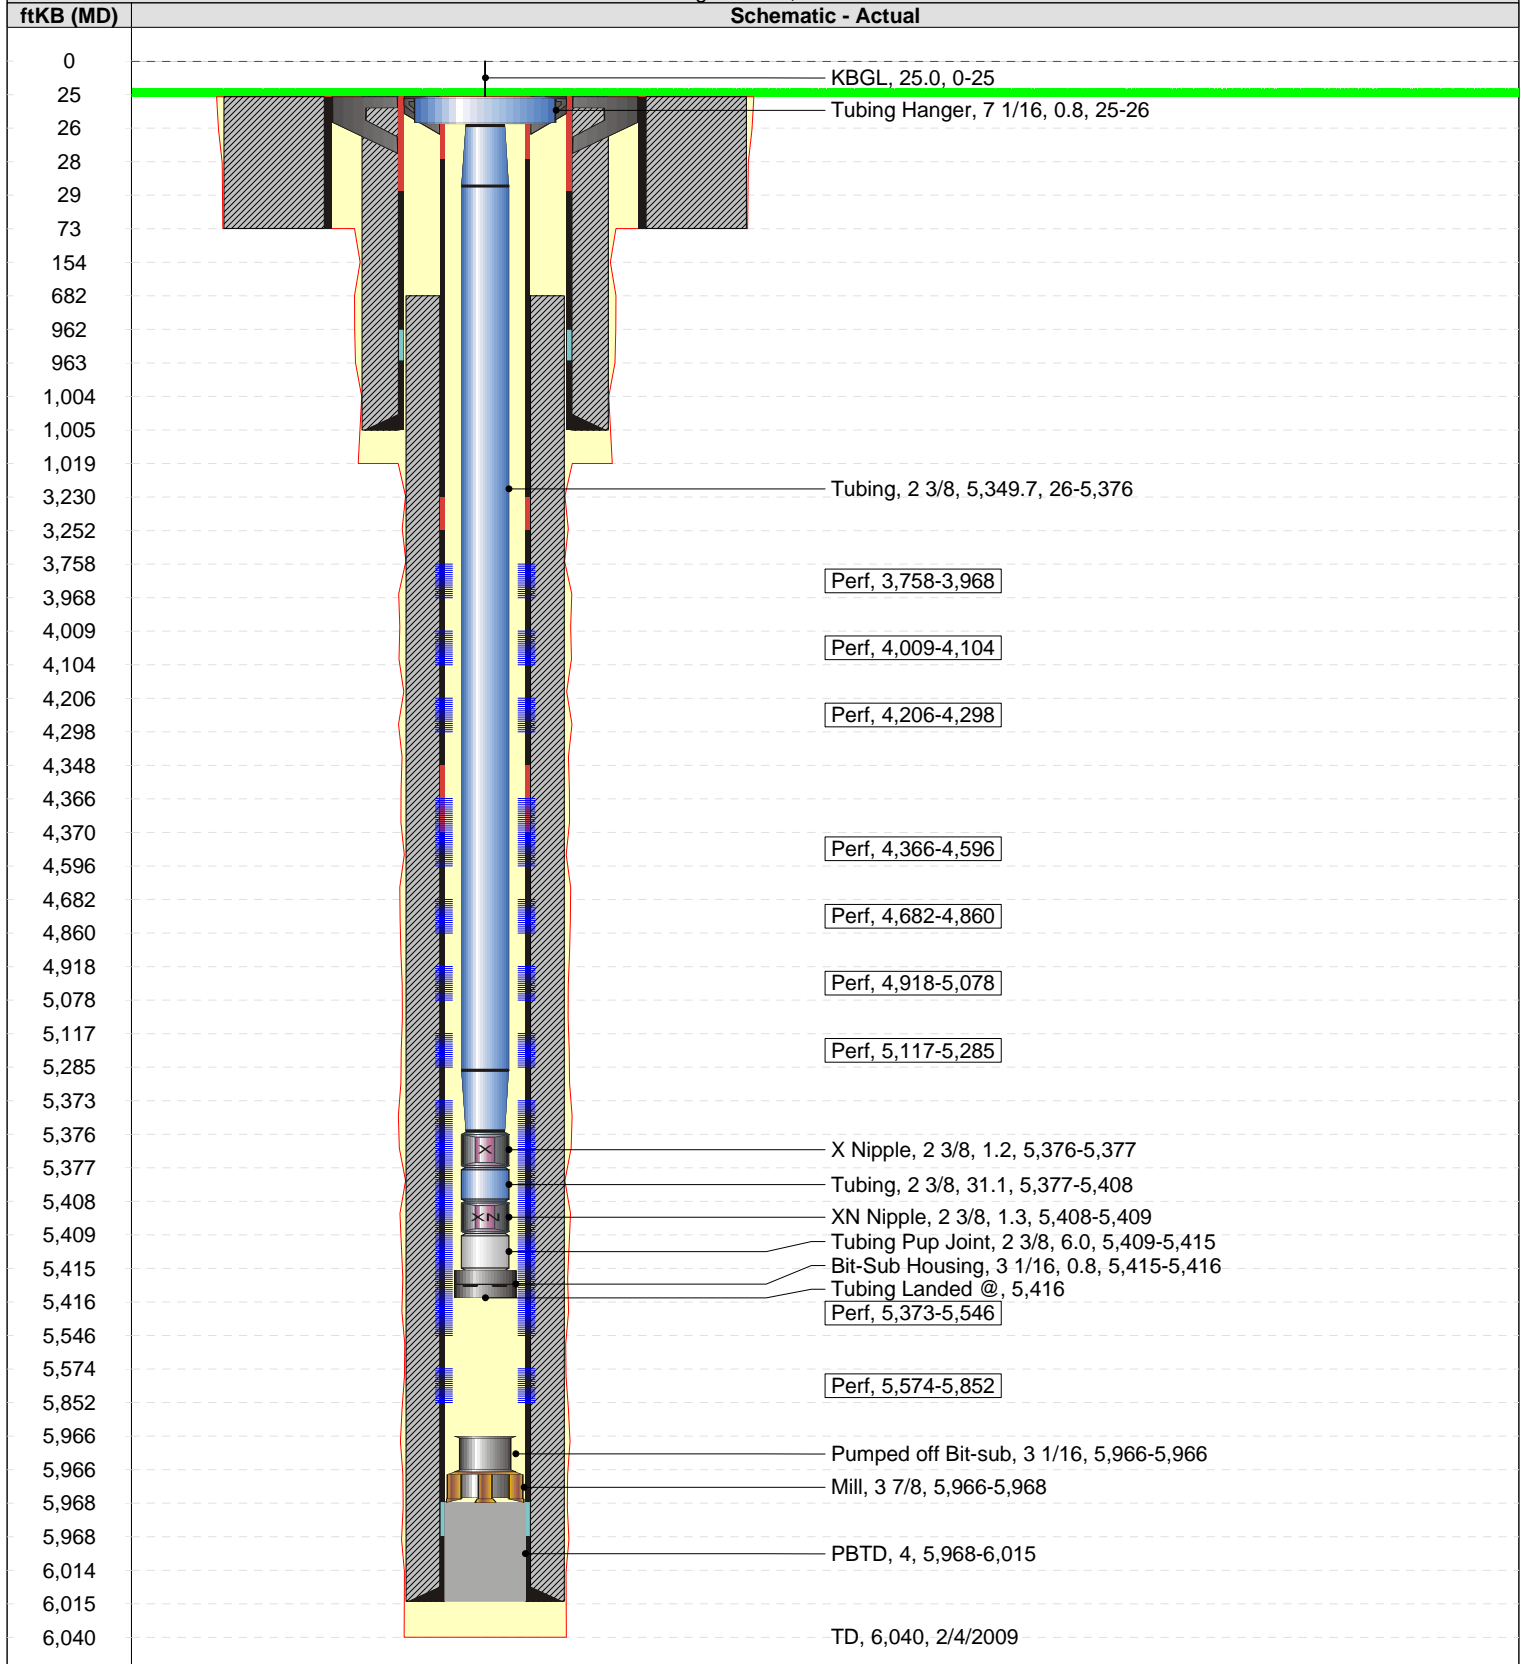 ftKB (MD)
Schematic - Actual
0
KBGL, 25.0, 0-25
25
Tubing Hanger, 7 1/16, 0.8, 25-26
26
28
29
73
154
682
962
963
1,004
1,005
1,019
Tubing, 2 3/8, 5,349.7, 26-5,376
3,230
3,252
3,758
Perf, 3,758-3,968
3,968
4,009
Perf, 4,009-4,104
4,104
4,206
Perf, 4,206-4,298
4,298
4,348
4,366
4,370
Perf, 4,366-4,596
4,596
4,682
Perf, 4,682-4,860
4,860
4,918
Perf, 4,918-5,078
5,078
5,117
Perf, 5,117-5,285
5,285
5,373
5,376
X
X Nipple, 2 3/8, 1.2, 5,376-5,377
5,377
Tubing, 2 3/8, 31.1, 5,377-5,408
5,408
XN
XN Nipple, 2 3/8, 1.3, 5,408-5,409
5,409
Tubing Pup Joint, 2 3/8, 6.0, 5,409-5,415
5,415
Bit-Sub Housing, 3 1/16, 0.8, 5,415-5,416
Tubing Landed @, 5,416
5,416
Perf, 5,373-5,546
5,546
5,574
Perf, 5,574-5,852
5,852
5,966
Pumped off Bit-sub, 3 1/16, 5,966-5,966
5,966
Mill, 3 7/8, 5,966-5,968
5,968
5,968
PBTD, 4, 5,968-6,015
6,014
6,015
6,040
TD, 6,040, 2/4/2009